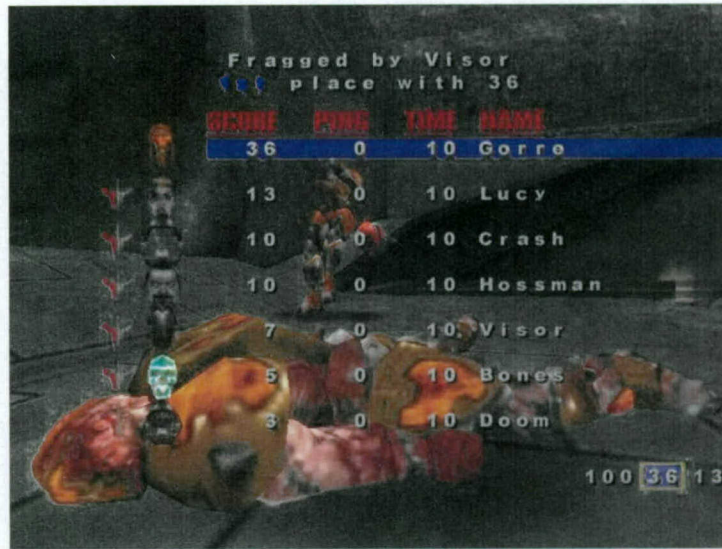 Fragged by Visor
place with 36
SCORE PING TIME NAME
36 0 10 Gorre
13 0 10 Lucy
10 0 10 Crash
10 0 10 Hossman
7 0 10 Visor
5 0 10 Bones
3 0 10 Doom
100 36 13